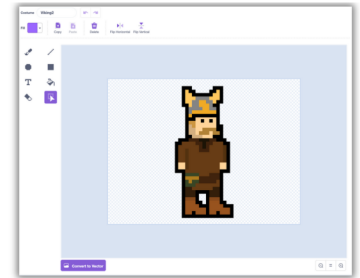 Costume Viking2
Fill Copy Paste Delete Flip Horizontal Flip Vertical
T
Convert to Vector